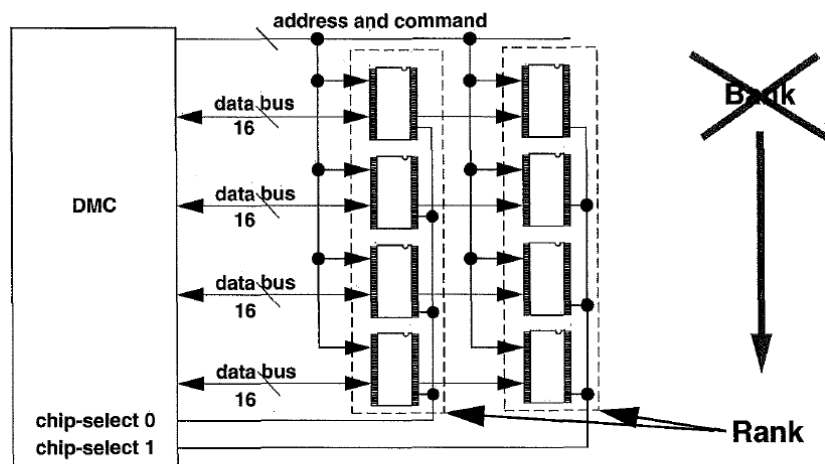 address and command
data bus
16
Bank
data bus
16
DMC
data bus
16
data bus
16
chip-select 0
chip-select 1
Rank